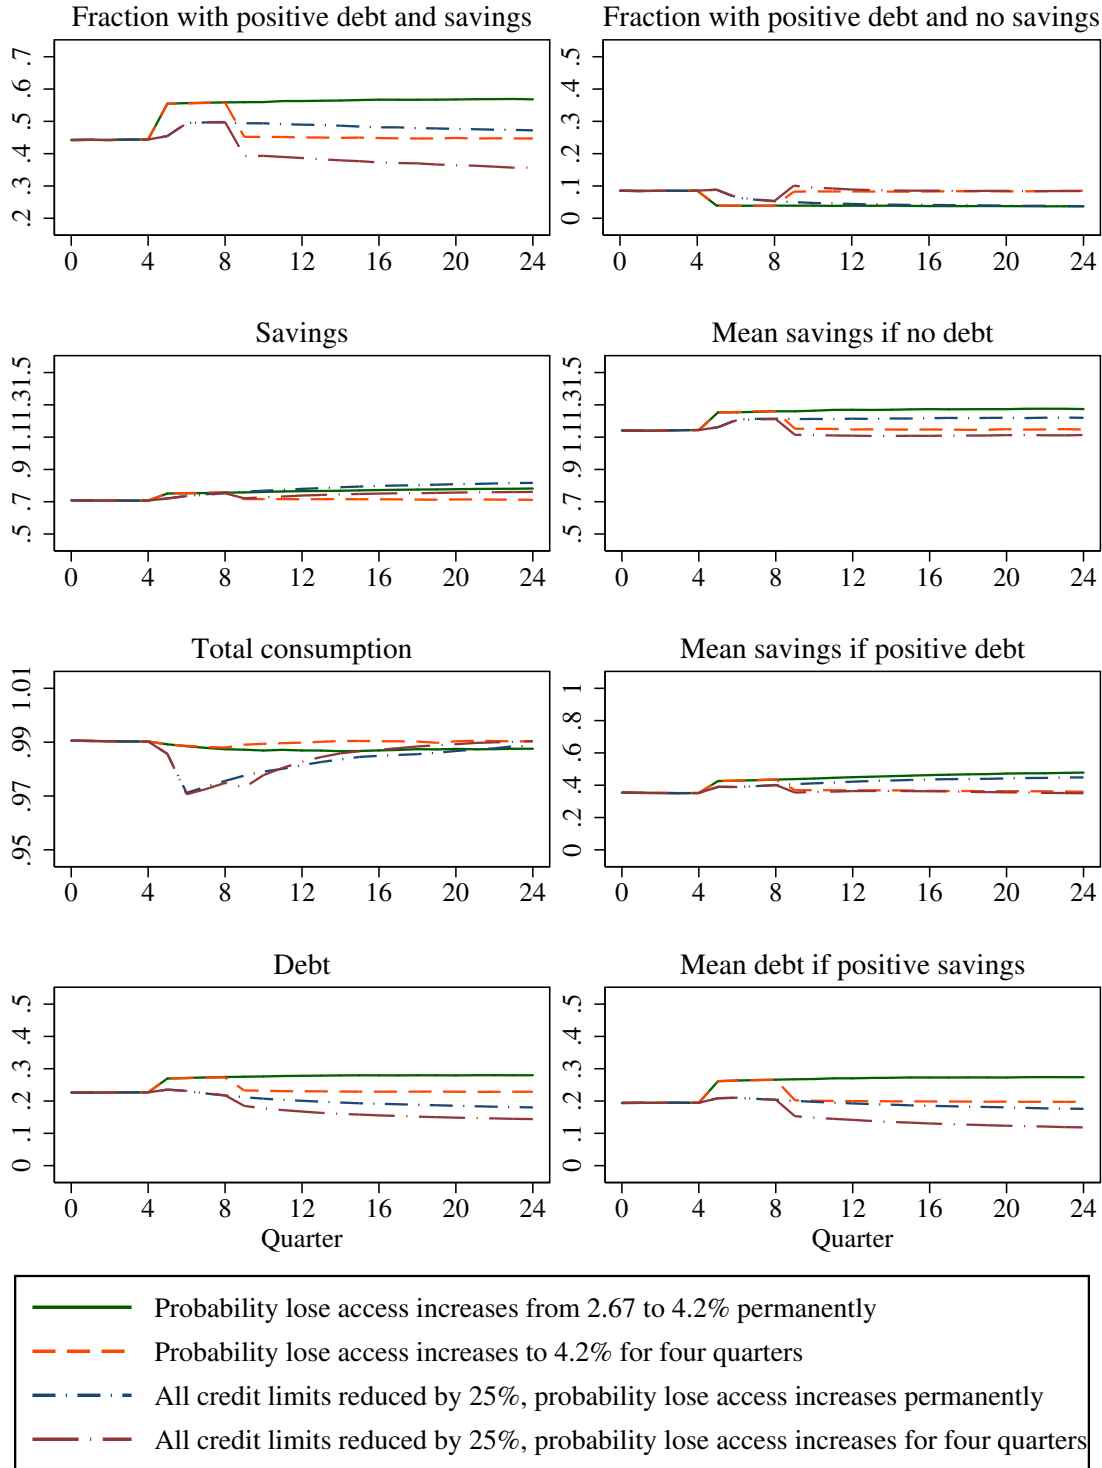 Fraction with positive debt and savings
.7
.6
.5
.4
.3
.2
0 4 8 12 16 20 24
Fraction with positive debt and no savings
.5
.4
.3
.2
.1
0
0 4 8 12 16 20 24
Savings
1.5
1.3
1.1
.9
.7
.5
0 4 8 12 16 20 24
Mean savings if no debt
1.5
1.3
1.1
.9
.7
.5
0 4 8 12 16 20 24
Total consumption
1.01
.99
.97
.95
0 4 8 12 16 20 24
Mean savings if positive debt
1
.8
.6
.4
.2
0
0 4 8 12 16 20 24
Debt
.5
.4
.3
.2
.1
0
0 4 8 12 16 20 24
Quarter
Mean debt if positive savings
.5
.4
.3
.2
.1
0
0 4 8 12 16 20 24
Quarter
Probability lose access increases from 2.67 to 4.2% permanently
Probability lose access increases to 4.2% for four quarters
All credit limits reduced by 25%, probability lose access increases permanently
All credit limits reduced by 25%, probability lose access increases for four quarters